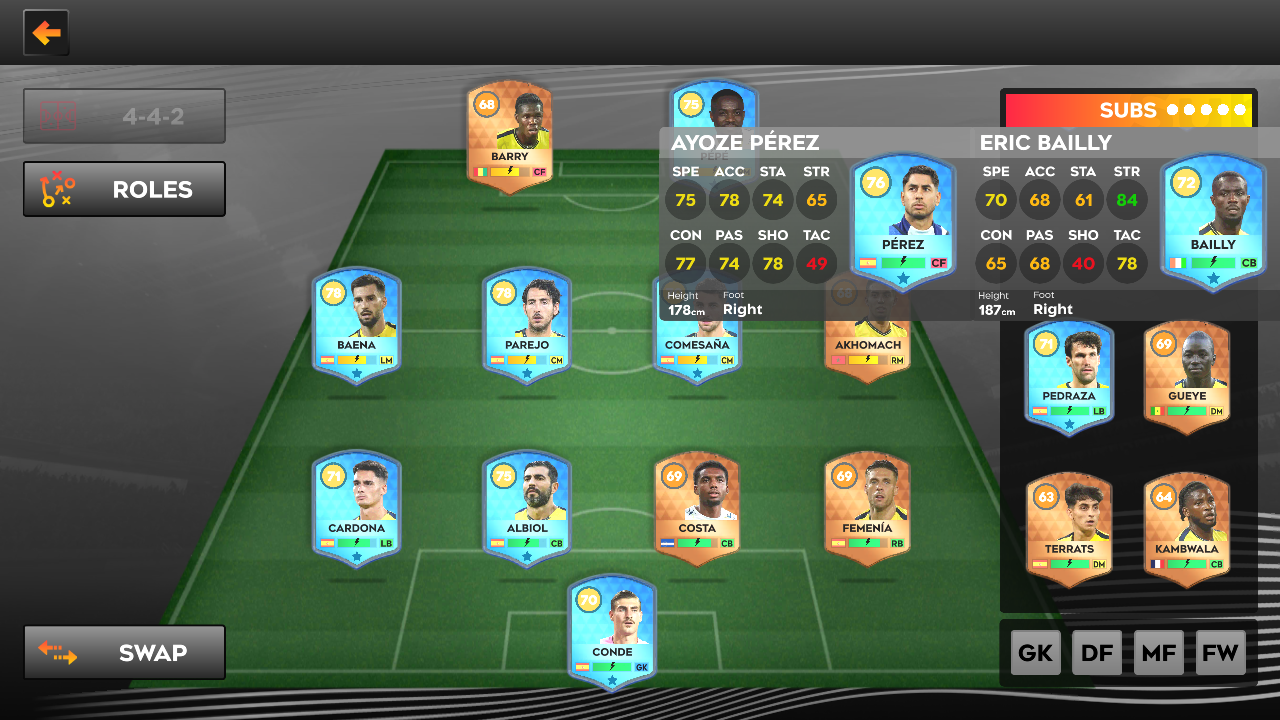 4-4-2
ROLES
SWAP
68
BARRY
CF
75
PEPE
SUBS
AYOZE PÉREZ
SPE ACC STA STR
75 78 74 65
CON PAS SHO TAC
77 74 78 49
Height Foot
178cm Right
76
PÉREZ
CF
ERIC BAILLY
SPE ACC STA STR
70 68 61 84
CON PAS SHO TAC
65 68 40 78
Height Foot
187cm Right
72
BAILLY
CB
78
BAENA
LM
78
PAREJO
CM
COMESAÑA
CM
68
AKHOMACH
RM
71
PEDRAZA
LB
69
GUEYE
DM
71
CARDONA
LB
75
ALBIOL
CB
69
COSTA
CB
69
FEMENÍA
RB
63
TERRATS
DM
64
KAMBWALA
CB
70
CONDE
GK
GK DF MF FW